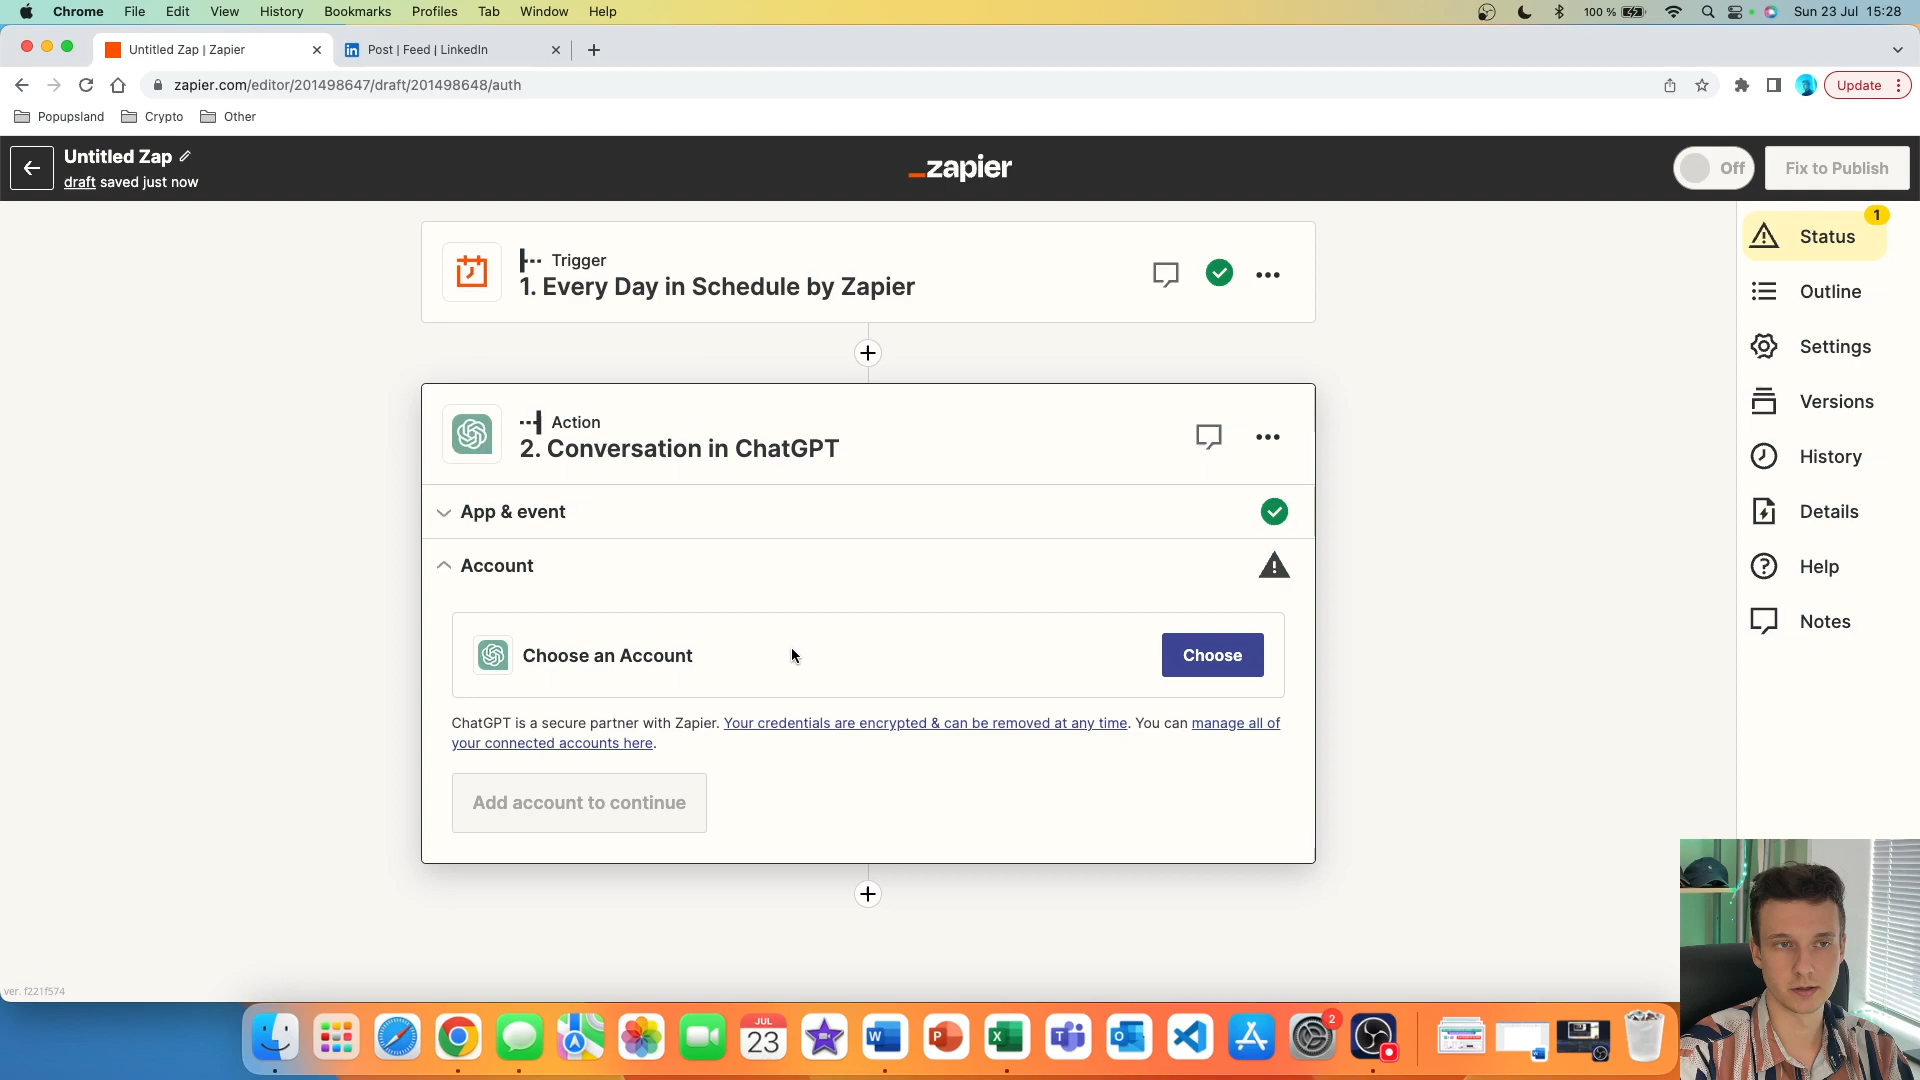 Chrome File Edit View History Bookmarks Profiles Tab Window Help 100 % Sun 23 Jul 15:28
Untitled Zap | Zapier Post | Feed | LinkedIn
zapier.com/editor/201498647/draft/201498648/auth Update
Popupsland Crypto Other
Untitled Zap
draft saved just now
zapier
Off Fix to Publish
1
Status
Outline
Settings
Versions
History
Details
Help
Notes
Trigger
1. Every Day in Schedule by Zapier
Action
2. Conversation in ChatGPT
App & event
Account
Choose an Account Choose
ChatGPT is a secure partner with Zapier. Your credentials are encrypted & can be removed at any time. You can manage all of
your connected accounts here.
Add account to continue
ver. f221f574
JUL
23
2